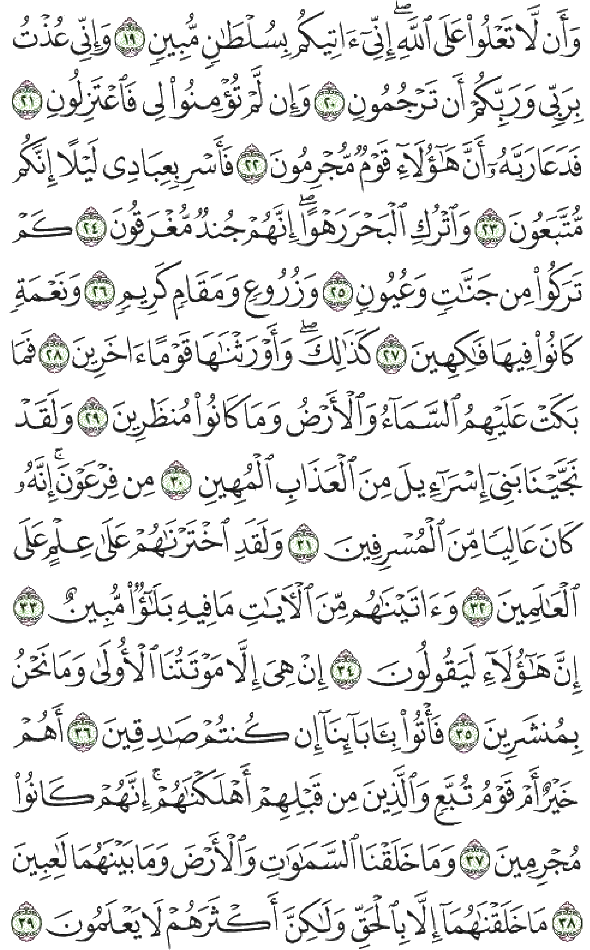 وَأَن لَّا تَعْلُوا۟ عَلَى ٱللَّهِ ۖ إِنِّىٓ ءَاتِيكُم بِسُلْطَـٰنٍ مُّبِينٍ ١٩ وَإِنِّى عُذْتُ
بِرَبِّى وَرَبِّكُمْ أَن تَرْجُمُونِ ٢٠ وَإِن لَّمْ تُؤْمِنُوا۟ لِى فَٱعْتَزِلُونِ ٢١
فَدَعَا رَبَّهُۥٓ أَنَّ هَـٰٓؤُلَآءِ قَوْمٌ مُّجْرِمُونَ ٢٢ فَأَسْرِ بِعِبَادِى لَيْلًا إِنَّكُم
مُّتَّبَعُونَ ٢٣ وَٱتْرُكِ ٱلْبَحْرَ رَهْوًا ۖ إِنَّهُمْ جُندٌ مُّغْرَقُونَ ٢٤ كَمْ
تَرَكُوا۟ مِن جَنَّـٰتٍ وَعُيُونٍ ٢٥ وَزُرُوعٍ وَمَقَامٍ كَرِيمٍ ٢٦ وَنَعْمَةٍ
كَانُوا۟ فِيهَا فَـٰكِهِينَ ٢٧ كَذَٰلِكَ ۖ وَأَوْرَثْنَـٰهَا قَوْمًا ءَاخَرِينَ ٢٨ فَمَا
بَكَتْ عَلَيْهِمُ ٱلسَّمَآءُ وَٱلْأَرْضُ وَمَا كَانُوا۟ مُنظَرِينَ ٢٩ وَلَقَدْ
نَجَّيْنَا بَنِىٓ إِسْرَٰٓءِيلَ مِنَ ٱلْعَذَابِ ٱلْمُهِينِ ٣٠ مِن فِرْعَوْنَ ۚ إِنَّهُۥ
كَانَ عَالِيًا مِّنَ ٱلْمُسْرِفِينَ ٣١ وَلَقَدِ ٱخْتَرْنَـٰهُمْ عَلَىٰ عِلْمٍ عَلَى
ٱلْعَـٰلَمِينَ ٣٢ وَءَاتَيْنَـٰهُم مِّنَ ٱلْـَٔايَـٰتِ مَا فِيهِ بَلَـٰٓؤٌا۟ مُّبِينٌ ٣٣
إِنَّ هَـٰٓؤُلَآءِ لَيَقُولُونَ ٣٤ إِنْ هِىَ إِلَّا مَوْتَتُنَا ٱلْأُولَىٰ وَمَا نَحْنُ
بِمُنشَرِينَ ٣٥ فَأْتُوا۟ بِـَٔابَآئِنَآ إِن كُنتُمْ صَـٰدِقِينَ ٣٦ أَهُمْ
خَيْرٌ أَمْ قَوْمُ تُبَّعٍ وَٱلَّذِينَ مِن قَبْلِهِمْ أَهْلَكْنَـٰهُمْ ۖ إِنَّهُمْ كَانُوا۟
مُجْرِمِينَ ٣٧ وَمَا خَلَقْنَا ٱلسَّمَـٰوَٰتِ وَٱلْأَرْضَ وَمَا بَيْنَهُمَا لَـٰعِبِينَ
٣٨ مَا خَلَقْنَـٰهُمَآ إِلَّا بِٱلْحَقِّ وَلَـٰكِنَّ أَكْثَرَهُمْ لَا يَعْلَمُونَ ٣٩